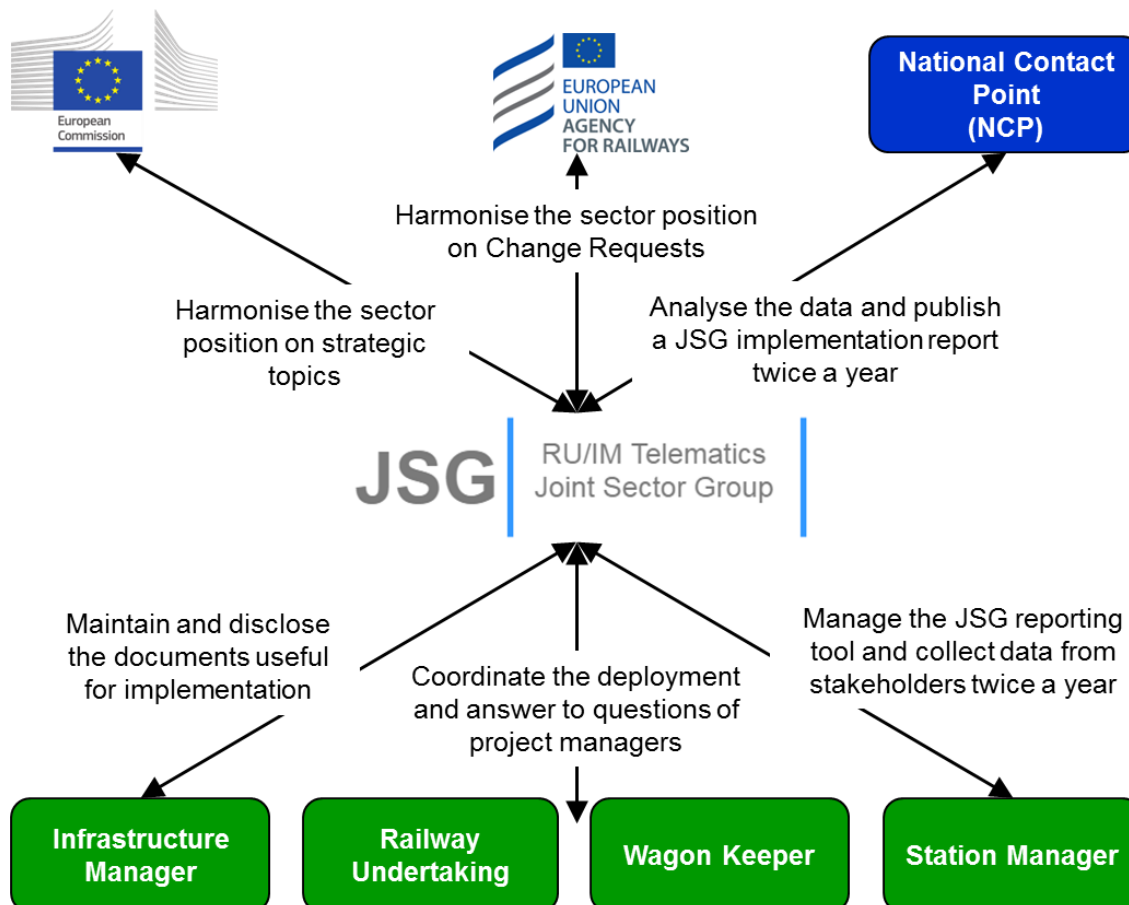 European
Commission
EUROPEAN
UNION
AGENCY
FOR RAILWAYS
National Contact
Point
(NCP)
Harmonise the sector position
on Change Requests
Harmonise the sector
position on strategic
topics
Analyse the data and publish
a JSG implementation report
twice a year
JSG
RU/IM Telematics
Joint Sector Group
Maintain and disclose
the documents useful
for implementation
Coordinate the deployment
and answer to questions of
project managers
Manage the JSG reporting
tool and collect data from
stakeholders twice a year
Infrastructure
Manager
Railway
Undertaking
Wagon Keeper
Station Manager